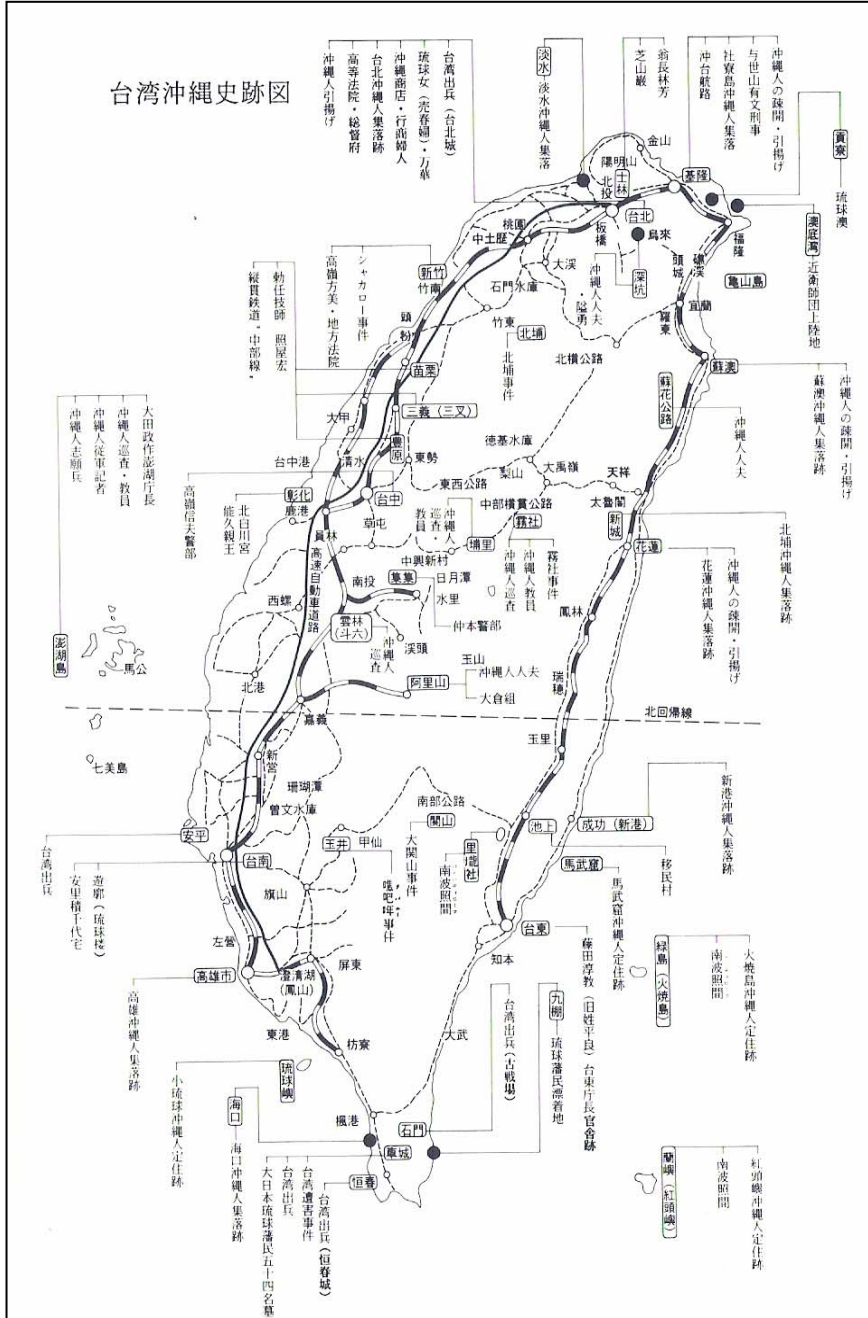 台湾沖縄史跡図
沖縄人引揚げ
高等法院・総督府
台北沖縄人集落跡
沖縄商店・行商婦人
琉球女（売春婦）・万華
台湾出兵（台北城）
淡水
淡水沖縄人集落
芝山巌
翁長林芳
沖台航路
社寮島沖縄人集落
与世山有文刑事
沖縄人の疎開・引揚げ
貢寮
琉球澳
澳底湾
近衛師団上陸地
金山
陽明山
士林
北投
基隆
台北
板橋
烏來
深坑
沖縄人人夫
隘勇
福隆
礁溪
頭城
亀山島
宜蘭
羅東
蘇澳
沖縄人の疎開・引揚げ
蘇澳沖縄人集落跡
桃園
中土歴
大渓
石門水庫
新竹
竹南
竹東
頭粉
シャカロー事件
高嶺方美・地方法院
勅任技師 照屋宏
縦貫鉄道“中部線”
苗栗
三義（三叉）
豊原
北埔
北埔事件
北横公路
蘇花公路
沖縄人人夫
大田政作澎湖庁長
沖縄人巡査・教員
沖縄人従軍記者
沖縄人志願兵
澎湖島
馬公
七美島
大甲
台中港
清水
東勢
台中
東西公路
徳基水庫
梨山
大禹嶺
天祥
太魯閣
中部横貫公路
高嶺信夫警部
彰化
鹿港
北白川宮
能久親王
員林
草屯
中興新村
埔里
沖縄人
巡査・
教員
霧社
霧社事件
沖縄人教員
沖縄人巡査
新城
北埔沖縄人集落跡
花蓮
沖縄人の疎開・引揚げ
花蓮沖縄人集落跡
高速自動車道路
南投
集集
日月潭
水里
仲本警部
西螺
雲林
(斗六)
沖縄人
巡査
渓頭
玉山
阿里山
沖縄人人夫
大倉組
北港
嘉義
北回帰線
鳳林
瑞穂
玉里
新営
珊瑚潭
曽文水庫
南部公路
関山
大関山事件
里壠社
南波照間
池上
移民村
成功（新港）
新港沖縄人集落跡
馬武窟
馬武窟沖縄人定住跡
安平
台湾出兵
台南
遊廓（琉球楼）
安里積千代宅
玉井
甲仙
噍吧哖事件
旗山
左營
高雄市
高雄沖縄人集落跡
澄清湖
(鳳山)
屏東
東港
枋寮
台東
藤田淳教（旧姓平良）台東庁長官舎跡
知本
大武
緑島（火焼島）
南波照間
火焼島沖縄人定住跡
蘭嶼（紅頭嶼）
南波照間
紅頭嶼沖縄人定住跡
琉球嶼
小琉球沖縄人定住跡
楓港
海口
海口沖縄人集落跡
石門
台湾出兵（古戦場）
九棚
琉球藩民漂着地
車城
大日本琉球藩民五十四名墓
台湾出兵
台湾遭害事件
恒春
台湾出兵（恒春城）